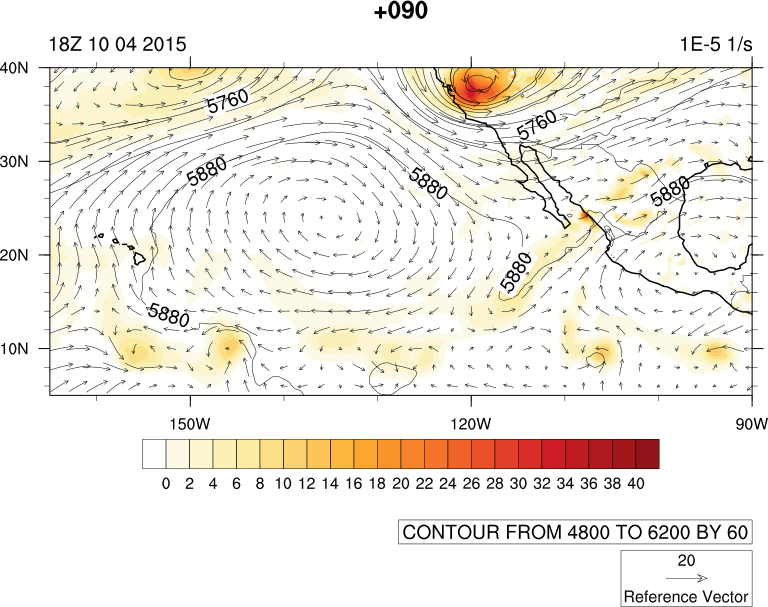 +090
18Z 10 04 2015 1E-5 1/s
40N
5760
5760
30N
5880
5880
5880
20N
5880
5880
10N
150W 120W 90W
0 2 4 6 8 10 12 14 16 18 20 22 24 26 28 30 32 34 36 38 40
CONTOUR FROM 4800 TO 6200 BY 60
20
Reference Vector